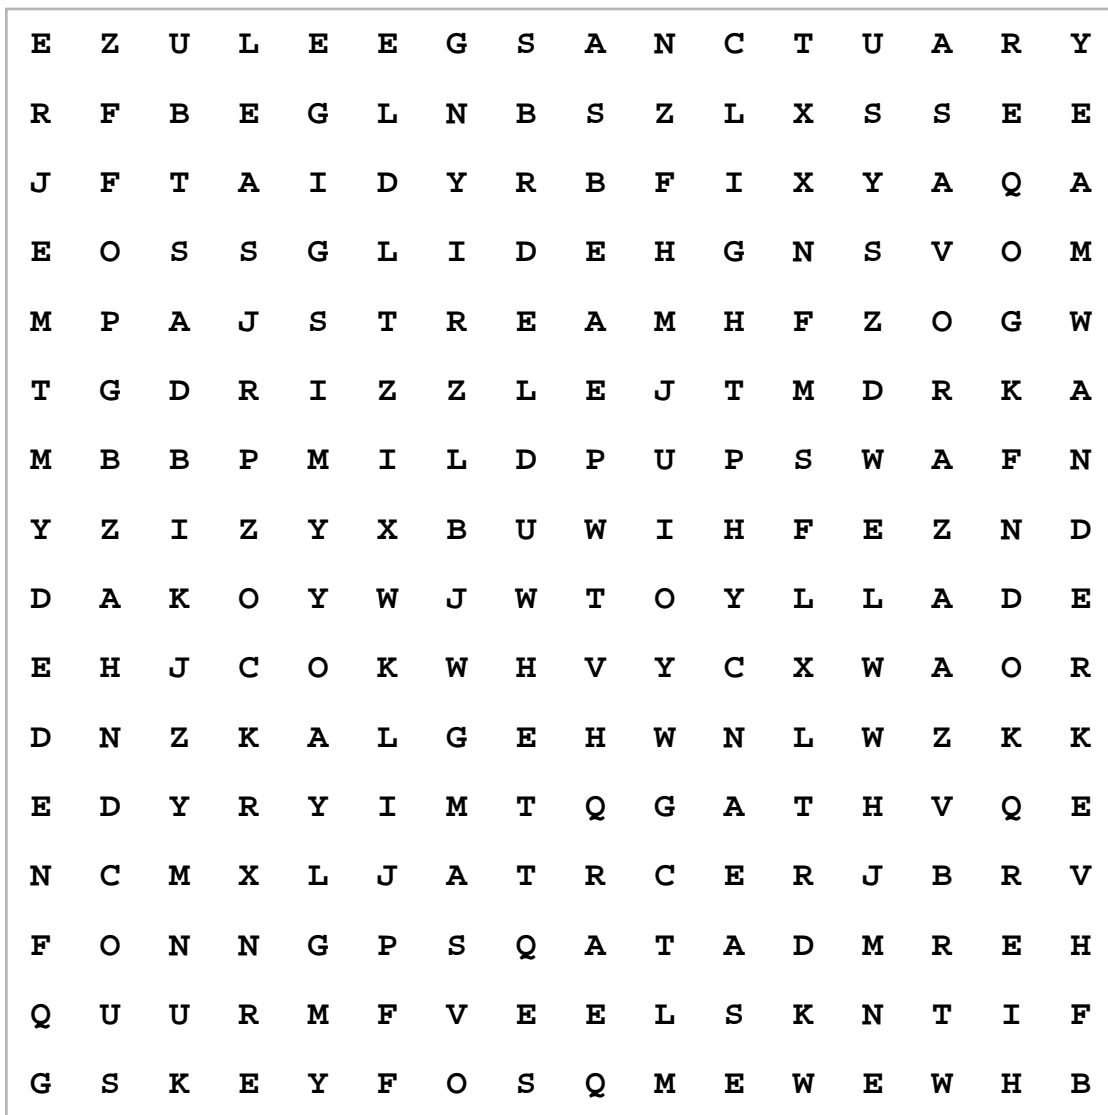 E Z U L E E G S A N C T U A R Y
R F B E G L N B S Z L X S S E E
J F T A I D Y R B F I X Y A Q A
E O S S G L I D E H G N S V O M
M P A J S T R E A M H F Z O G W
T G D R I Z Z L E J T M D R K A
M B B P M I L D P U P S W A F N
Y Z I Z Y X B U W I H F E Z N D
D A K O Y W J W T O Y L L A D E
E H J C O K W H V Y C X W A O R
D N Z K A L G E H W N L W Z K K
E D Y R Y I M T Q G A T H V Q E
N C M X L J A T R C E R J B R V
F O N N G P S Q A T A D M R E H
Q U U R M F V E E L S K N T I F
G S K E Y F O S Q M E W E W H B